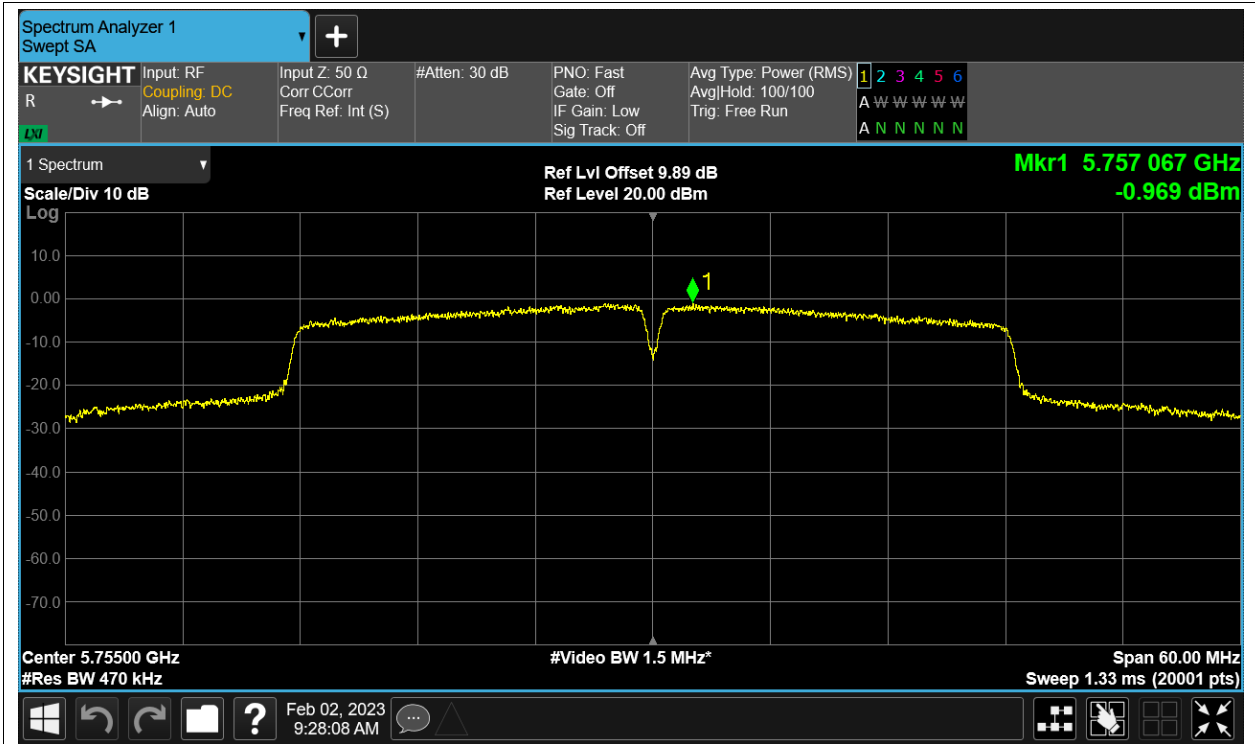 Spectrum Analyzer 1
Swept SA
+
KEYSIGHT
R
LXI
Input: RF
Coupling: DC
Align: Auto
Input Z: 50 Ω
Corr CCorr
Freq Ref: Int (S)
#Atten: 30 dB
PNO: Fast
Gate: Off
IF Gain: Low
Sig Track: Off
Avg Type: Power (RMS)
Avg|Hold: 100/100
Trig: Free Run
1 2 3 4 5 6
A W W W W W
A N N N N N
1 Spectrum
Scale/Div 10 dB
Log
Ref Lvl Offset 9.89 dB
Ref Level 20.00 dBm
Mkr1 5.757 067 GHz
-0.969 dBm
1
10.0
0.00
-10.0
-20.0
-30.0
-40.0
-50.0
-60.0
-70.0
Center 5.75500 GHz
#Res BW 470 kHz
#Video BW 1.5 MHz*
Span 60.00 MHz
Sweep 1.33 ms (20001 pts)
?
Feb 02, 2023
9:28:08 AM